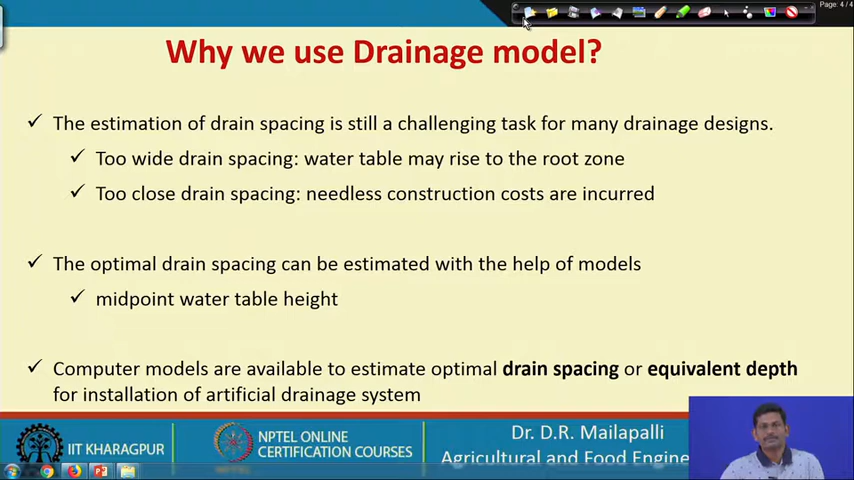 Page: 4/4
Why we use Drainage model?
✓ The estimation of drain spacing is still a challenging task for many drainage designs.
✓ Too wide drain spacing: water table may rise to the root zone
✓ Too close drain spacing: needless construction costs are incurred
✓ The optimal drain spacing can be estimated with the help of models
✓ midpoint water table height
✓ Computer models are available to estimate optimal drain spacing or equivalent depth
for installation of artificial drainage system
IIT KHARAGPUR
NPTEL ONLINE
CERTIFICATION COURSES
Dr. D.R. Mailapalli
Agricultural and Food Engine